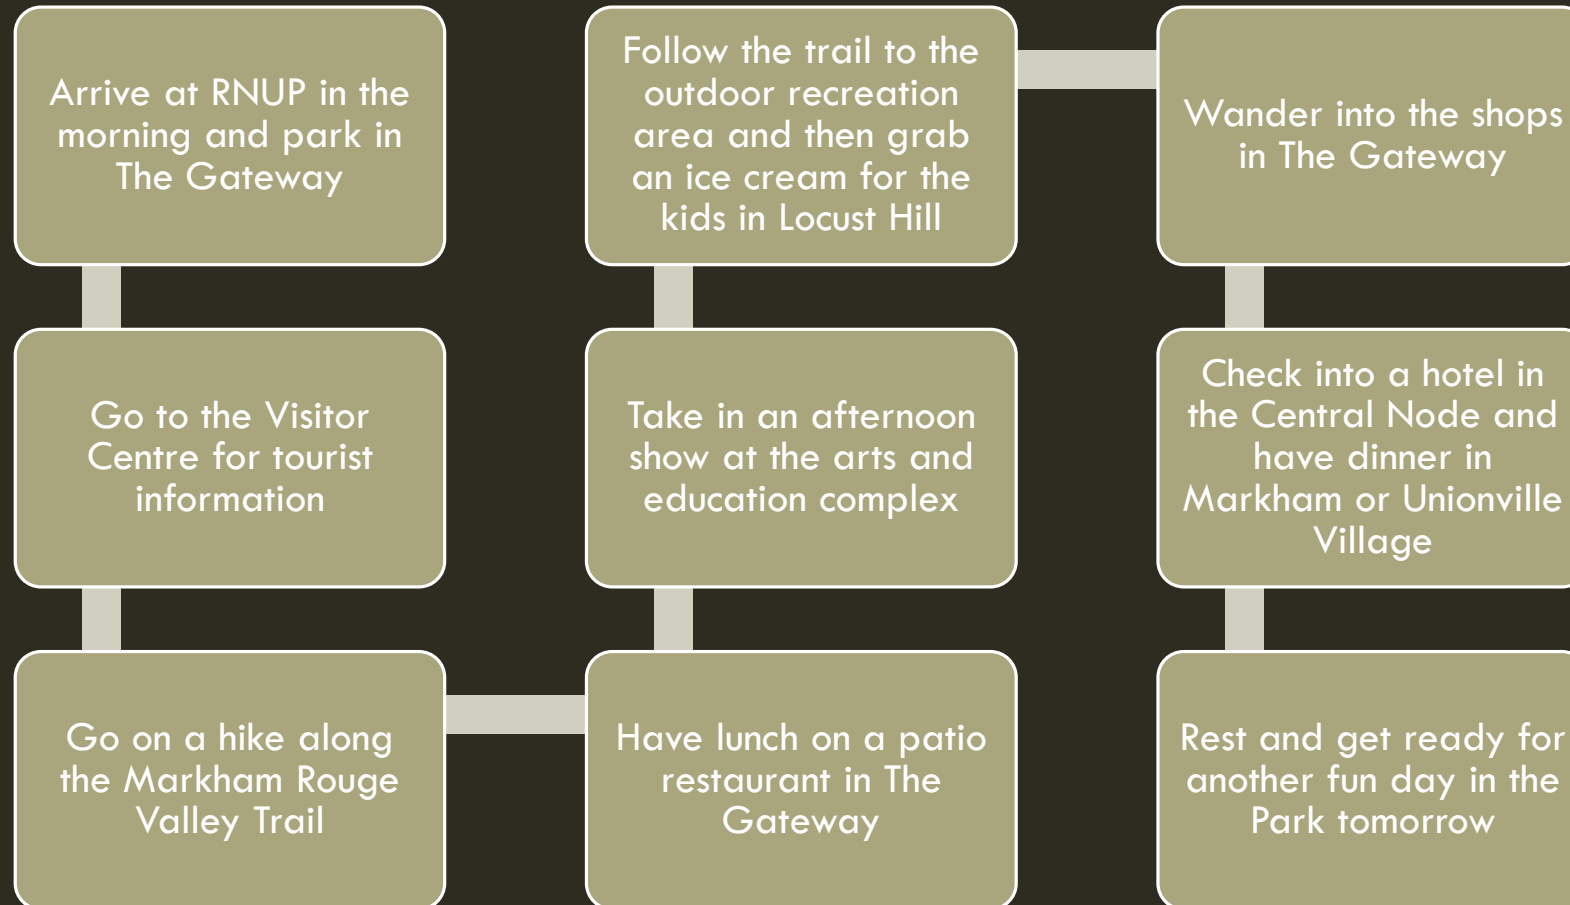 Arrive at RNUP in the
morning and park in
The Gateway
Go to the Visitor
Centre for tourist
information
Go on a hike along
the Markham Rouge
Valley Trail
Have lunch on a patio
restaurant in The
Gateway
Take in an afternoon
show at the arts and
education complex
Follow the trail to the
outdoor recreation
area and then grab
an ice cream for the
kids in Locust Hill
Wander into the shops
in The Gateway
Check into a hotel in
the Central Node and
have dinner in
Markham or Unionville
Village
Rest and get ready for
another fun day in the
Park tomorrow